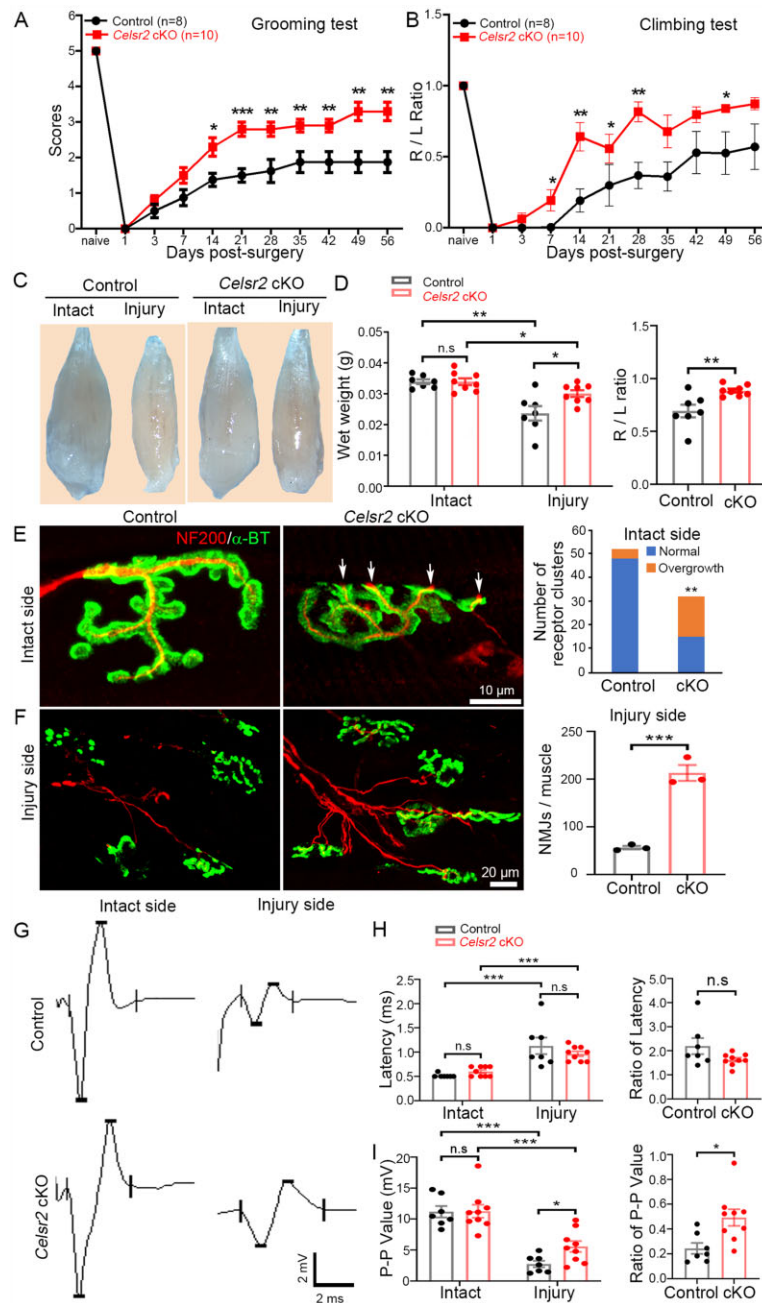 A
Grooming test
Control (n=8)
Celsr2 cKO (n=10)
Scores
6
5
4
3
2
1
0
* *** ** ** ** ** **
naive 1 3 7 14 21 28 35 42 49 56
Days post-surgery
B
Climbing test
Control (n=8)
Celsr2 cKO (n=10)
R / L Ratio
1.5
1.0
0.5
0.0
* ** * ** *
naive 1 3 7 14 21 28 35 42 49 56
Days post-surgery
C
Control Celsr2 cKO
Intact Injury Intact Injury
D
Control
Celsr2 cKO
Wet weight (g)
0.05
0.04
0.03
0.02
0.01
0.00
**
n.s
*
*
Intact Injury
R / L ratio
1.5
1.0
0.5
0.0
**
Control cKO
E
Control Celsr2 cKO
NF200/α-BT
Intact side
10 µm
Intact side
Normal
Overgrowth
Number of
receptor clusters
60
50
40
30
20
10
0
**
Control cKO
F
Injury side
20 µm
Injury side
NMJs / muscle
250
200
150
100
50
0
***
Control cKO
G
Intact side Injury side
Control
Celsr2 cKO
2 mV
2 ms
H
Control
Celsr2 cKO
Latency (ms)
2.5
2.0
1.5
1.0
0.5
0.0
***
***
n.s
n.s
Intact Injury
Ratio of Latency
5.0
4.0
3.0
2.0
1.0
0.0
n.s
Control cKO
I
P-P Value (mV)
20
15
10
5
0
***
***
n.s
*
Intact Injury
Ratio of P-P Value
1.0
0.8
0.6
0.4
0.2
0.0
*
Control cKO